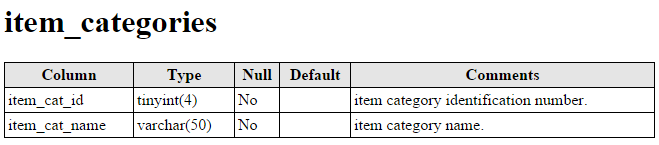 item_categories
Column Type Null Default Comments
item_cat_id tinyint(4) No item category identification number.
item_cat_name varchar(50) No item category name.